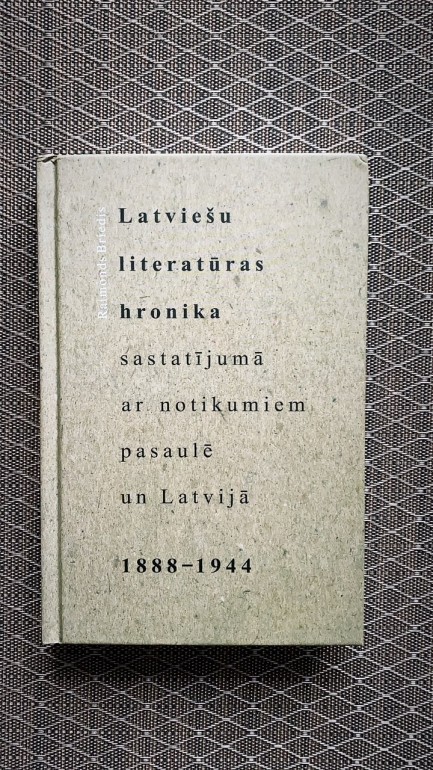 Raimonds Briedis
Latviešu
literatūras
hronika
sastatījumā
ar notikumiem
pasaulē
un Latvijā
1888–1944